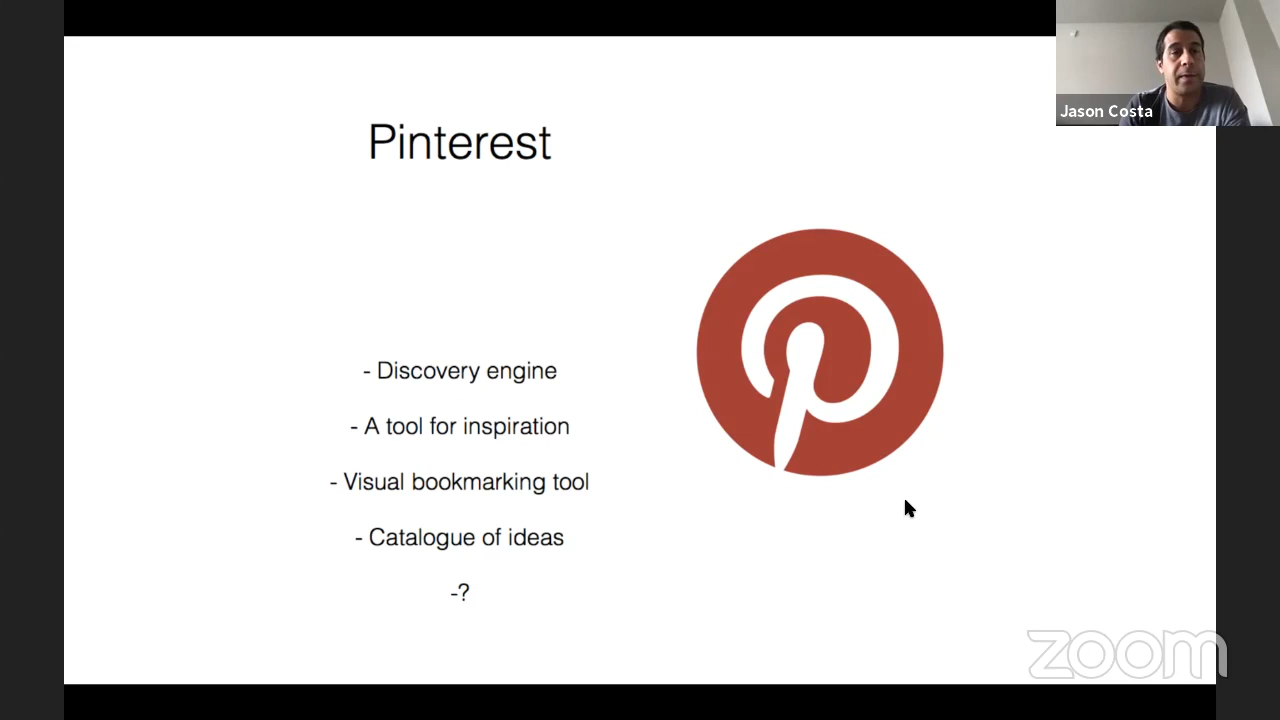 Jason Costa
Pinterest
- Discovery engine
- A tool for inspiration
- Visual bookmarking tool
- Catalogue of ideas
-?
zoom